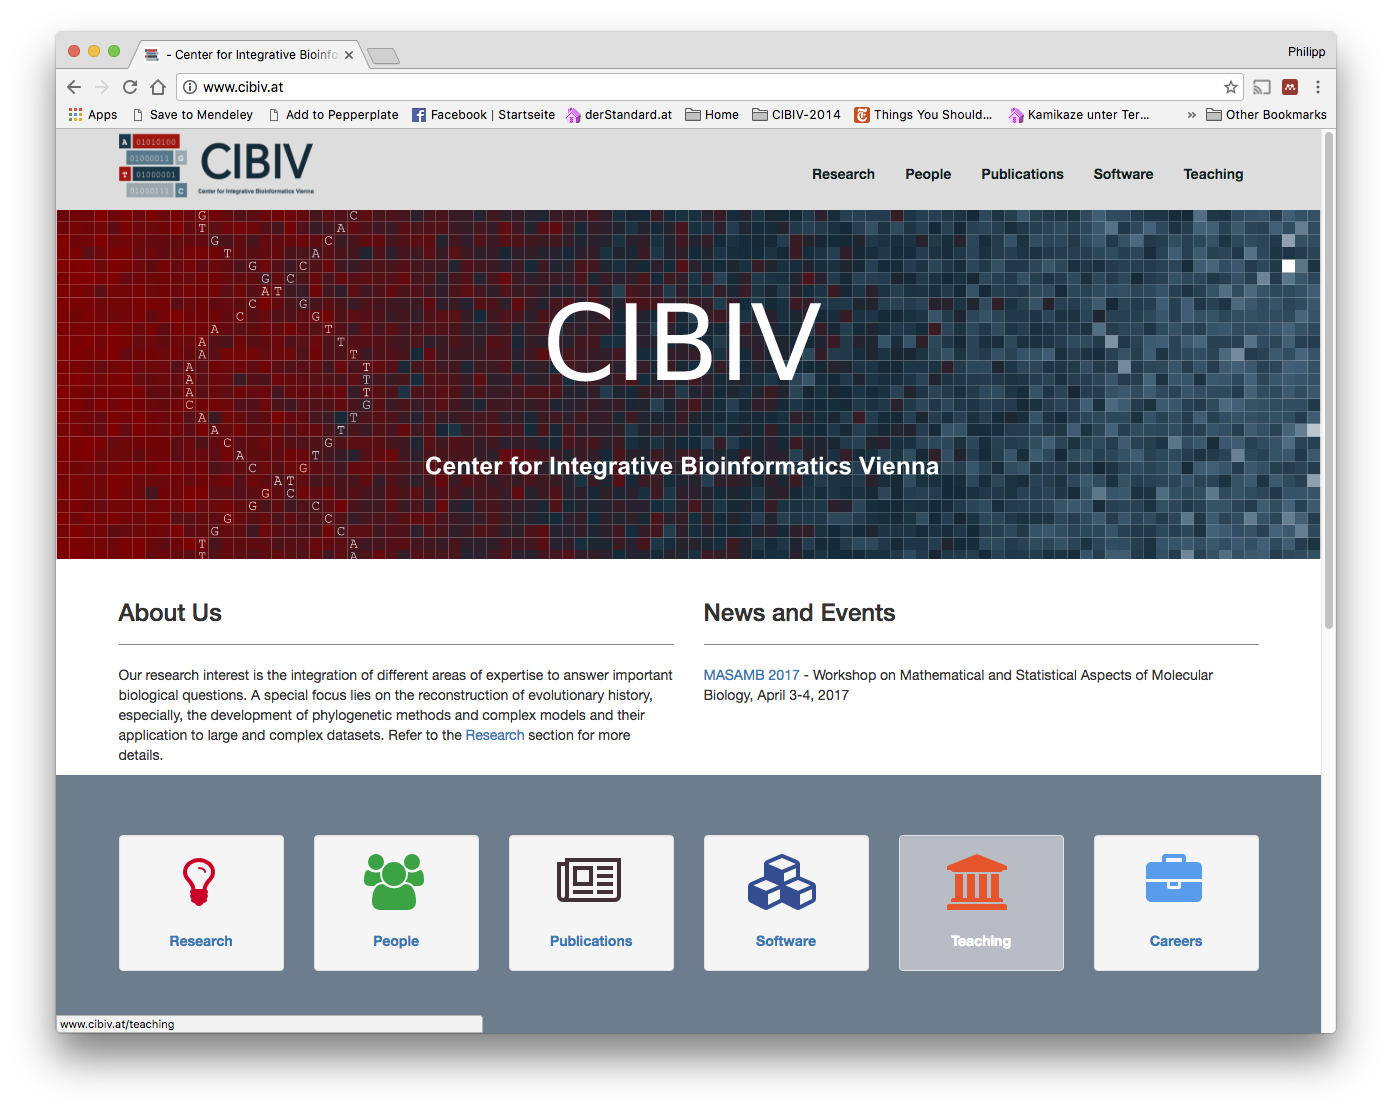 - Center for Integrative Bioinfo
Philipp
www.cibiv.at
Apps Save to Mendeley Add to Pepperplate Facebook | Startseite derStandard.at Home CIBIV-2014 Things You Should... Kamikaze unter Ter... » Other Bookmarks
A 01010100
01000011 G
T 01000001
01000111 C
CIBIV
Center for Integrative Bioinformatics Vienna
Research People Publications Software Teaching
G C
T A
G C
T A
G C
G C
A T
C G
C G
A T
A T
A T
A T
A T
A T
C G
A T
A T
C G
A T
C G
A T
G C
G C
G C
G C
T A
T A
CIBIV
Center for Integrative Bioinformatics Vienna
About Us
Our research interest is the integration of different areas of expertise to answer important
biological questions. A special focus lies on the reconstruction of evolutionary history,
especially, the development of phylogenetic methods and complex models and their
application to large and complex datasets. Refer to the Research section for more
details.
News and Events
MASAMB 2017 - Workshop on Mathematical and Statistical Aspects of Molecular
Biology, April 3-4, 2017
Research
People
Publications
Software
Teaching
Careers
www.cibiv.at/teaching